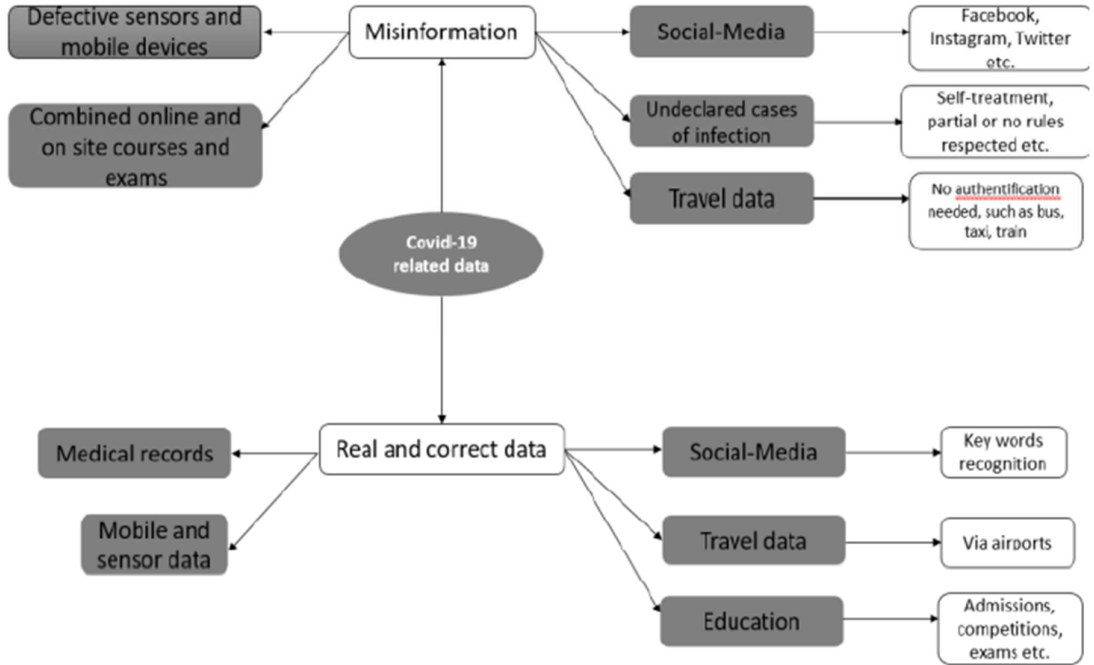 Defective sensors and
mobile devices
Misinformation
Social-Media
Facebook,
Instagram, Twitter
etc.
Combined online and
on site courses and
exams
Undeclared cases
of infection
Self-treatment,
partial or no rules
respected etc.
Travel data
No authentification
needed, such as bus,
taxi, train
Covid-19
related data
Medical records
Real and correct data
Social-Media
Key words
recognition
Mobile and
sensor data
Travel data
Via airports
Education
Admissions,
competitions,
exams etc.